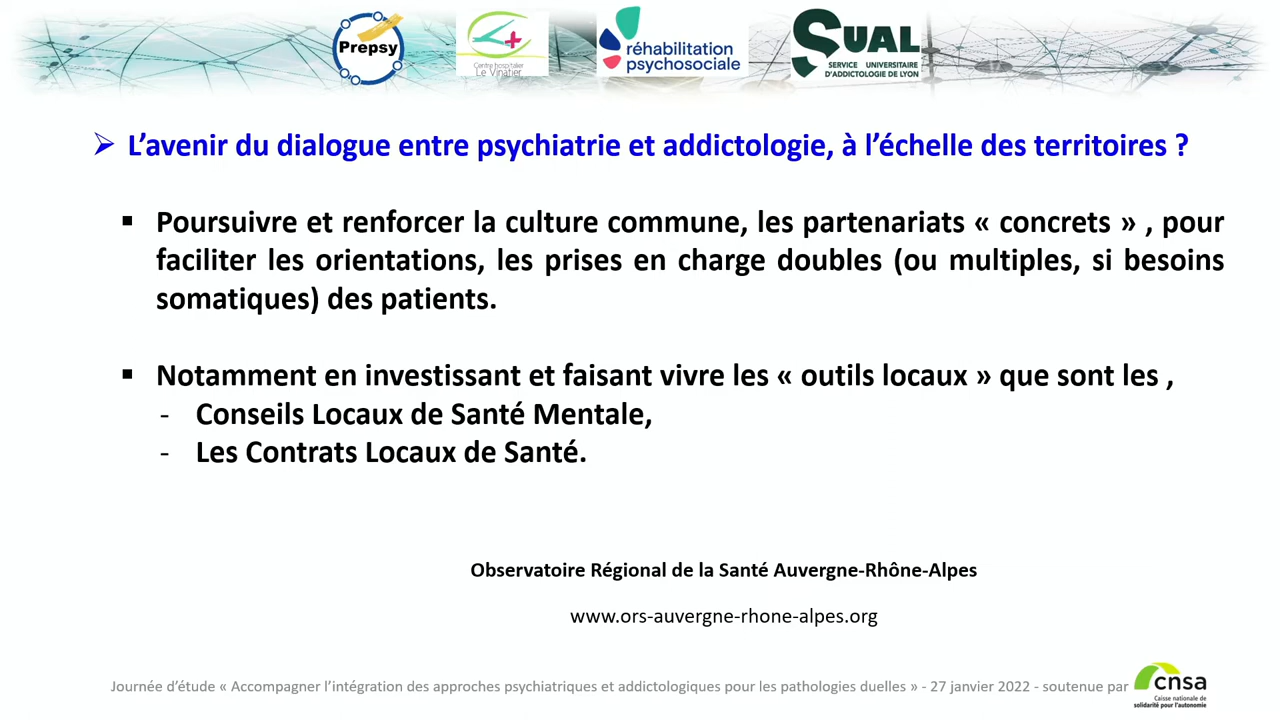 Prepsy
Centre hospitalier
Le Vinatier
réhabilitation
psychosociale
SUAL
SERVICE UNIVERSITAIRE
D'ADDICTOLOGIE DE LYON
➢ L’avenir du dialogue entre psychiatrie et addictologie, à l’échelle des territoires ?
▪ Poursuivre et renforcer la culture commune, les partenariats « concrets » , pour
faciliter les orientations, les prises en charge doubles (ou multiples, si besoins
somatiques) des patients.
▪ Notamment en investissant et faisant vivre les « outils locaux » que sont les ,
- Conseils Locaux de Santé Mentale,
- Les Contrats Locaux de Santé.
Observatoire Régional de la Santé Auvergne-Rhône-Alpes
www.ors-auvergne-rhone-alpes.org
Journée d’étude « Accompagner l’intégration des approches psychiatriques et addictologiques pour les pathologies duelles » - 27 janvier 2022 - soutenue par
cnsa
Caisse nationale de
solidarité pour l'autonomie